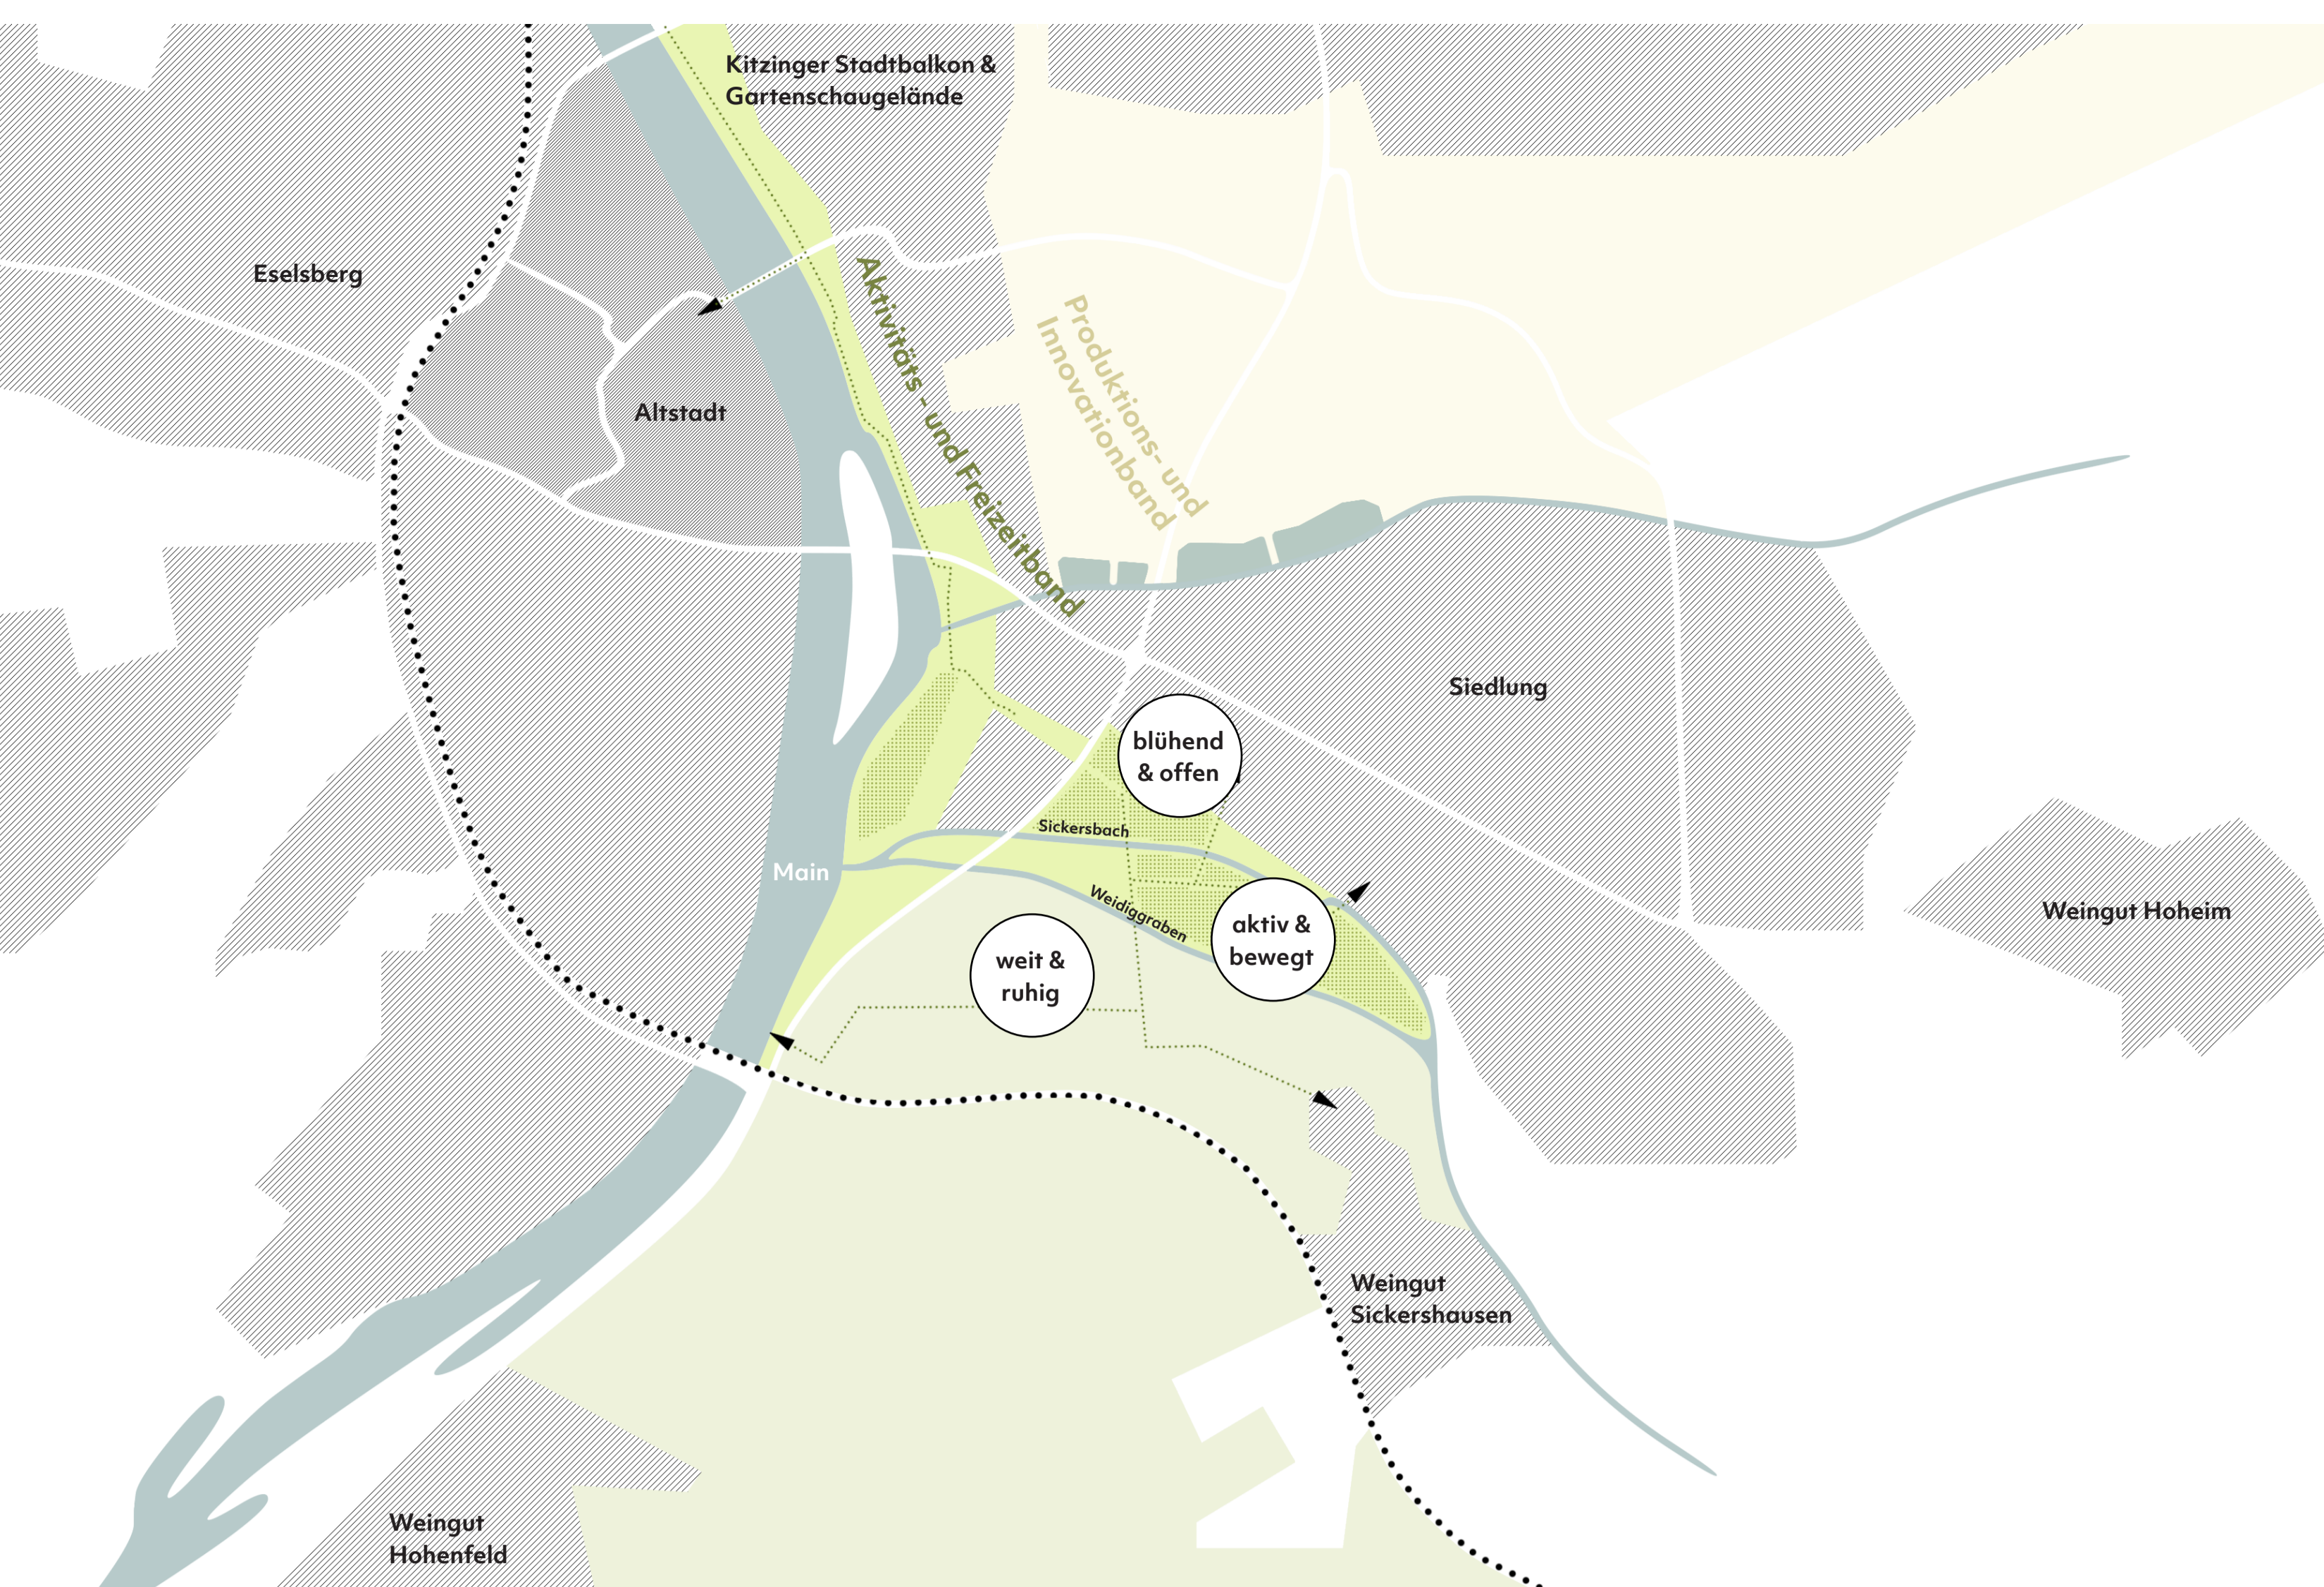 Kitzinger Stadtbalkon &
Gartenschaugelände
Eselsberg
Altstadt
Aktivitäts- und Freizeitband
Produktions- und
Innovationband
Siedlung
blühend
& offen
Sickersbach
Main
Weidiggraben
aktiv &
bewegt
weit &
ruhig
Weingut Hoheim
Weingut
Sickershausen
Weingut
Hohenfeld